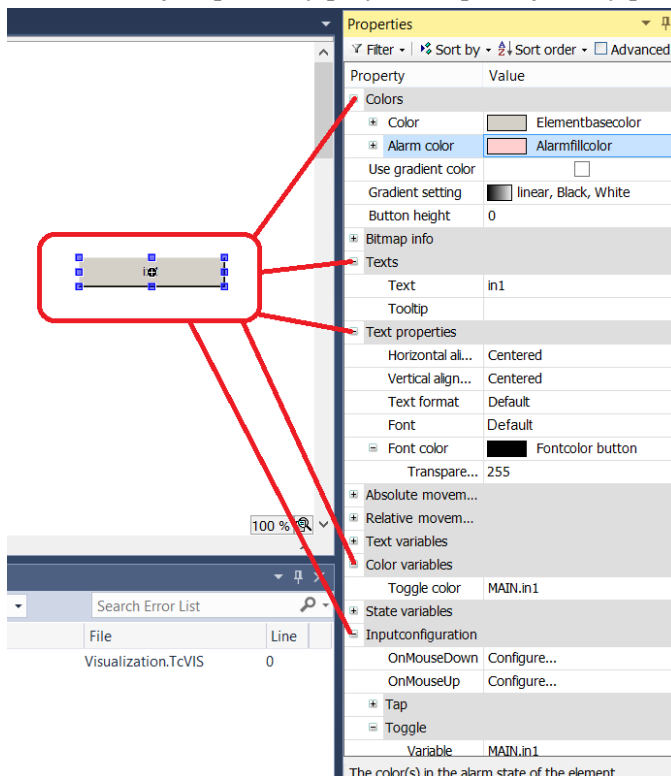 Properties
Filter Sort by Sort order Advanced
Property Value
Colors
Color Elementbasecolor
Alarm color Alarmfillcolor
Use gradient color
Gradient setting linear, Black, White
Button height 0
Bitmap info
Texts
Text in1
Tooltip
Text properties
Horizontal ali... Centered
Vertical align... Centered
Text format Default
Font Default
Font color Fontcolor button
Transpare... 255
Absolute movem...
Relative movem...
Text variables
Color variables
Toggle color MAIN.in1
State variables
Inputconfiguration
OnMouseDown Configure...
OnMouseUp Configure...
Tap
Toggle
Variable MAIN.in1
The color(s) in the alarm state of the element
100 %
Search Error List
File Line
Visualization.TcVIS 0